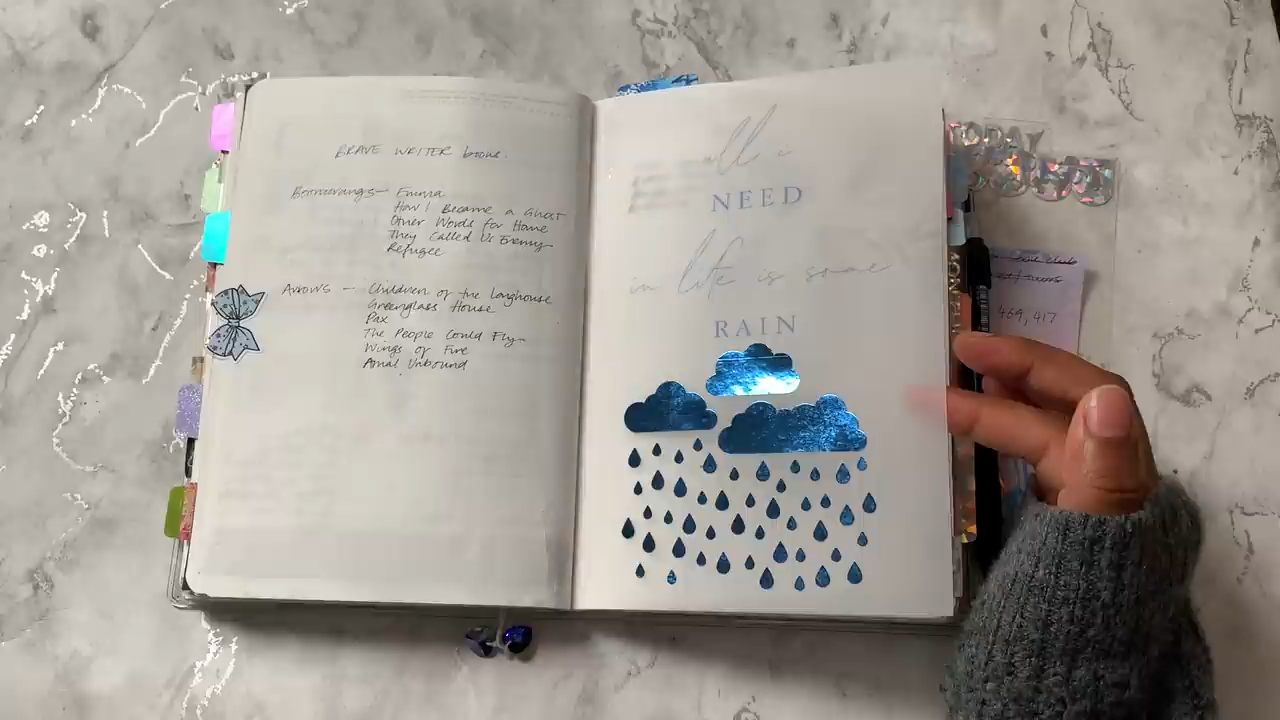 BRAVE WRITER books.
Boomerangs — Emma
How I Became a Ghost
Other Words for Home
They Called Us Enemy
Refugee
Arrows — Children of the Longhouse
Greenglass House
Pax
The People Could Fly
Wings of Fire
Amal Unbound
all i
NEED
in life is some
RAIN
TODAY
469, 417